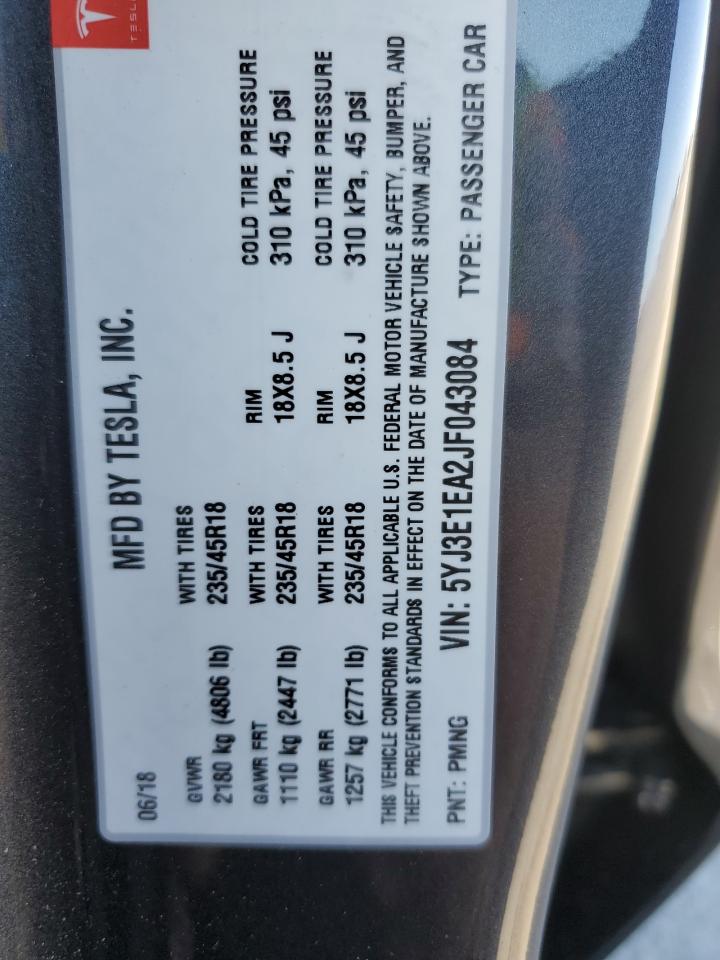 TESLA
MFD BY TESLA, INC.
06/18
GVWR WITH TIRES
2180 kg (4806 lb) 235/45R18
GAWR FRT WITH TIRES RIM COLD TIRE PRESSURE
1110 kg (2447 lb) 235/45R18 18X8.5 J 310 kPa, 45 psi
GAWR RR WITH TIRES RIM COLD TIRE PRESSURE
1257 kg (2771 lb) 235/45R18 18X8.5 J 310 kPa, 45 psi
THIS VEHICLE CONFORMS TO ALL APPLICABLE U.S. FEDERAL MOTOR VEHICLE SAFETY, BUMPER, AND
THEFT PREVENTION STANDARDS IN EFFECT ON THE DATE OF MANUFACTURE SHOWN ABOVE.
PNT: PMNG VIN: 5YJ3E1EA2JF043084 TYPE: PASSENGER CAR